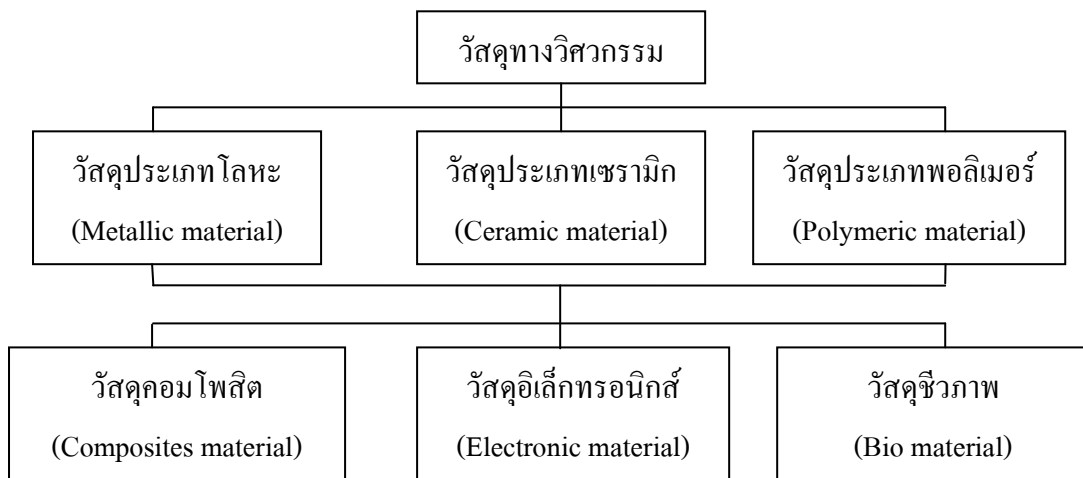 วัสดุทางวิศวกรรม
วัสดุประเภทโลหะ
(Metallic material)
วัสดุประเภทเซรามิก
(Ceramic material)
วัสดุประเภทพอลิเมอร์
(Polymeric material)
วัสดุคอมโพสิต
(Composites material)
วัสดุอิเล็กทรอนิกส์
(Electronic material)
วัสดุชีวภาพ
(Bio material)